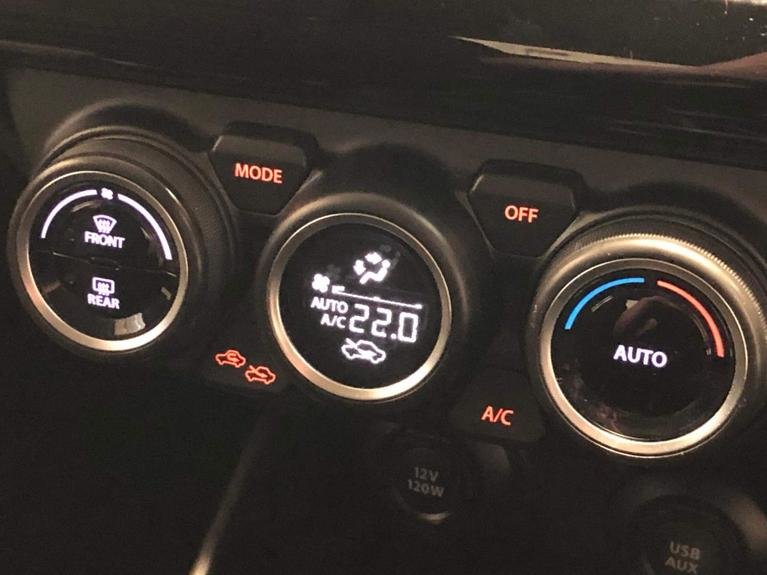 MODE
OFF
FRONT
REAR
AUTO
A/C 22.0
AUTO
A/C
12V
120W
USB
AUX